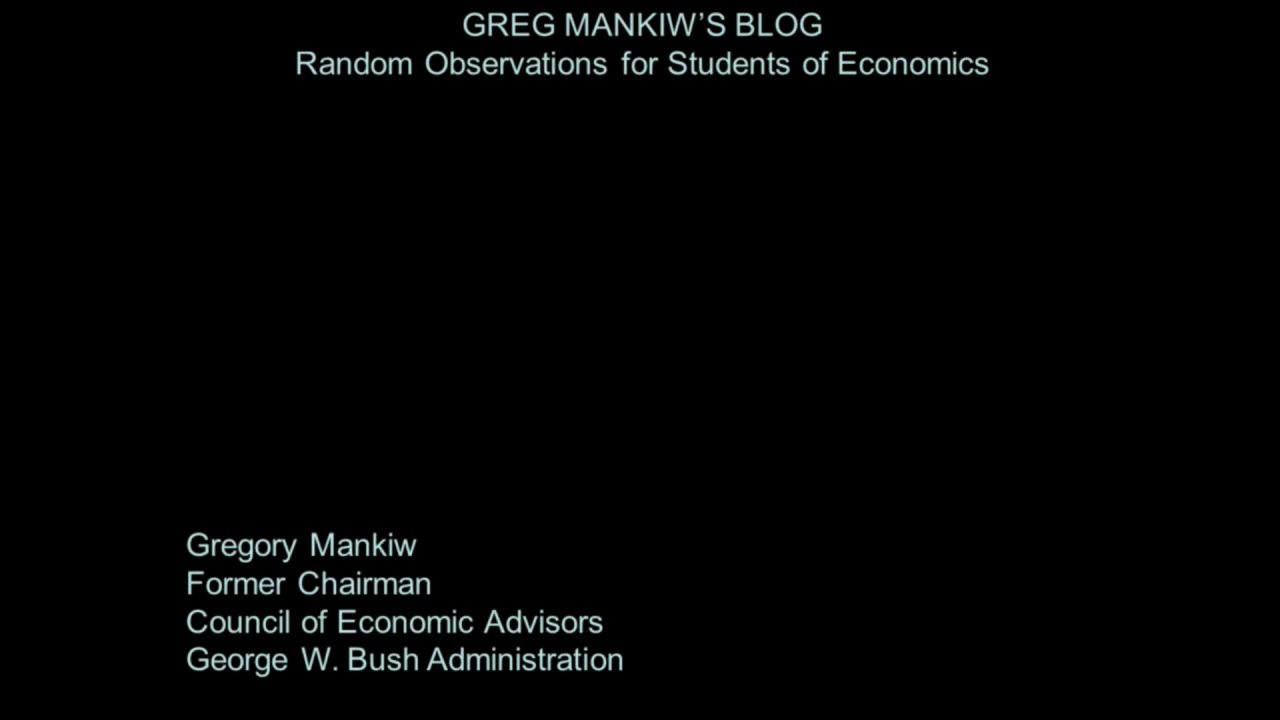 GREG MANKIW’S BLOG
Random Observations for Students of Economics
Gregory Mankiw
Former Chairman
Council of Economic Advisors
George W. Bush Administration